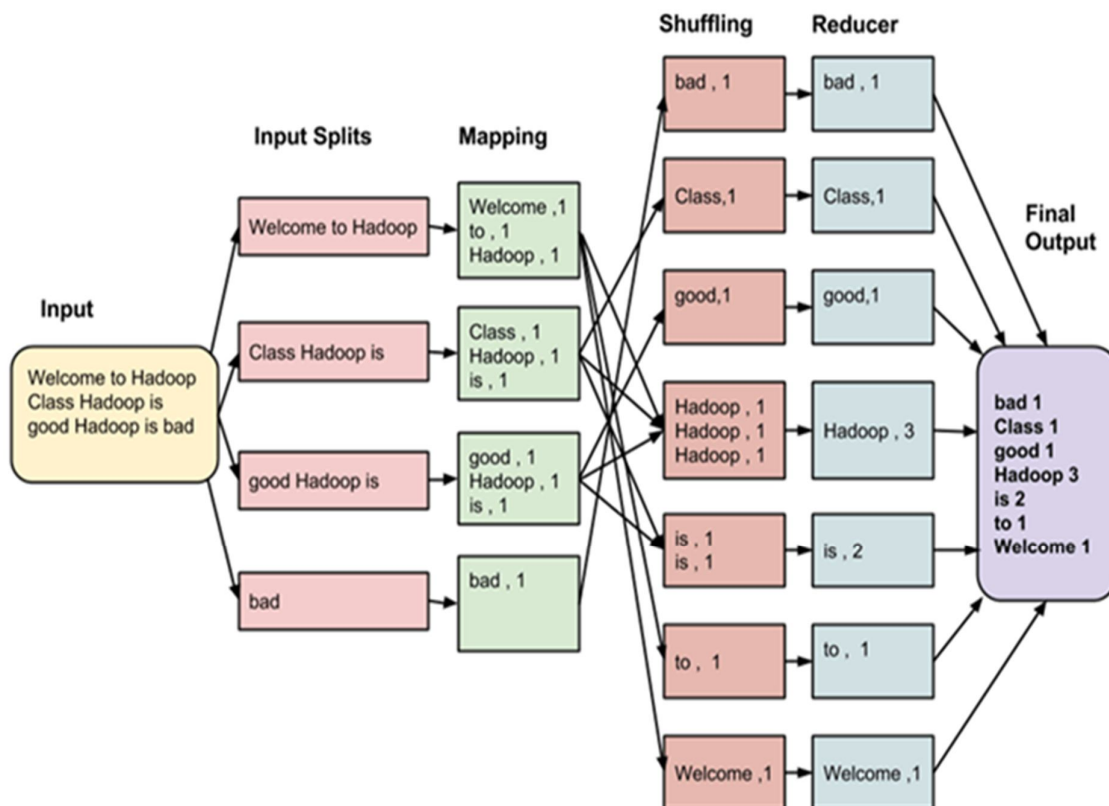 Shuffling
Reducer
Input Splits
Mapping
Final
Output
Input
Welcome to Hadoop
Class Hadoop is
good Hadoop is bad
Welcome to Hadoop
Class Hadoop is
good Hadoop is
bad
Welcome ,1
to , 1
Hadoop , 1
Class , 1
Hadoop , 1
is , 1
good , 1
Hadoop , 1
is , 1
bad , 1
bad , 1
Class,1
good,1
Hadoop , 1
Hadoop , 1
Hadoop , 1
is , 1
is , 1
to , 1
Welcome ,1
bad , 1
Class,1
good,1
Hadoop , 3
is , 2
to , 1
Welcome ,1
bad 1
Class 1
good 1
Hadoop 3
is 2
to 1
Welcome 1